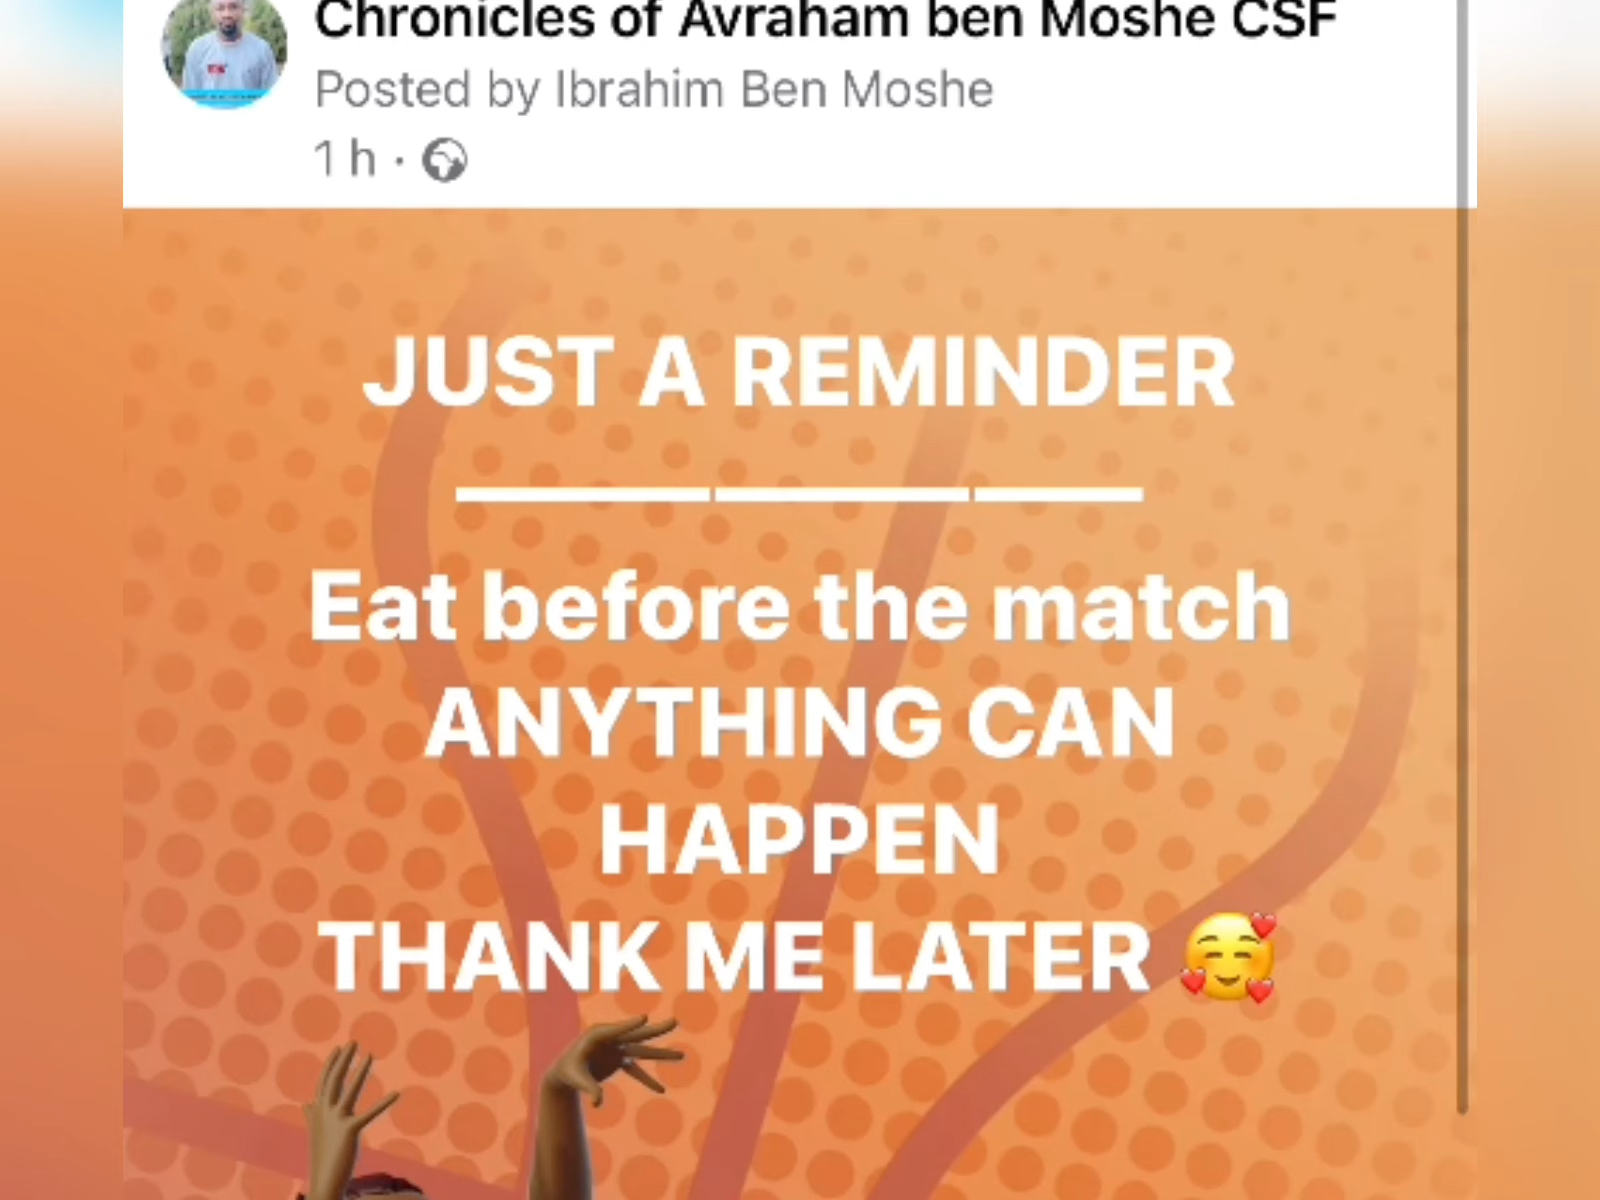 Chronicles of Avraham ben Moshe CSF
Posted by Ibrahim Ben Moshe
1 h ·
JUST A REMINDER
Eat before the match
ANYTHING CAN
HAPPEN
THANK ME LATER 🥰